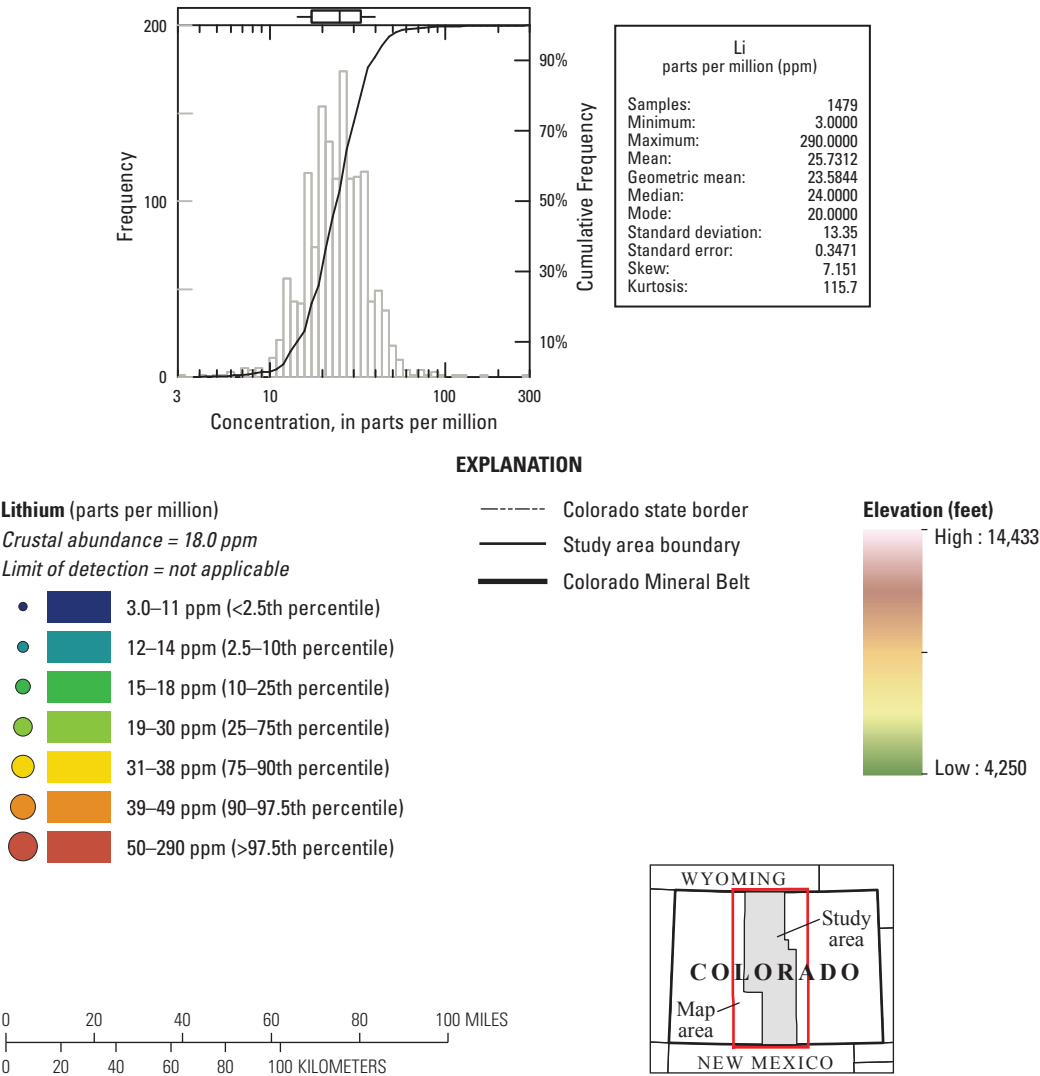 200
100
0
Frequency
90%
70%
50%
30%
10%
Cumulative Frequency
3
10
100
300
Concentration, in parts per million
Li
parts per million (ppm)
Samples: 1479
Minimum: 3.0000
Maximum: 290.0000
Mean: 25.7312
Geometric mean: 23.5844
Median: 24.0000
Mode: 20.0000
Standard deviation: 13.35
Standard error: 0.3471
Skew: 7.151
Kurtosis: 115.7
EXPLANATION
Lithium (parts per million)
Crustal abundance = 18.0 ppm
Limit of detection = not applicable
3.0–11 ppm (<2.5th percentile)
12–14 ppm (2.5–10th percentile)
15–18 ppm (10–25th percentile)
19–30 ppm (25–75th percentile)
31–38 ppm (75–90th percentile)
39–49 ppm (90–97.5th percentile)
50–290 ppm (>97.5th percentile)
Colorado state border
Study area boundary
Colorado Mineral Belt
Elevation (feet)
High : 14,433
Low : 4,250
0 20 40 60 80 100 MILES
0 20 40 60 80 100 KILOMETERS
WYOMING
Study
area
COLORADO
Map
area
NEW MEXICO